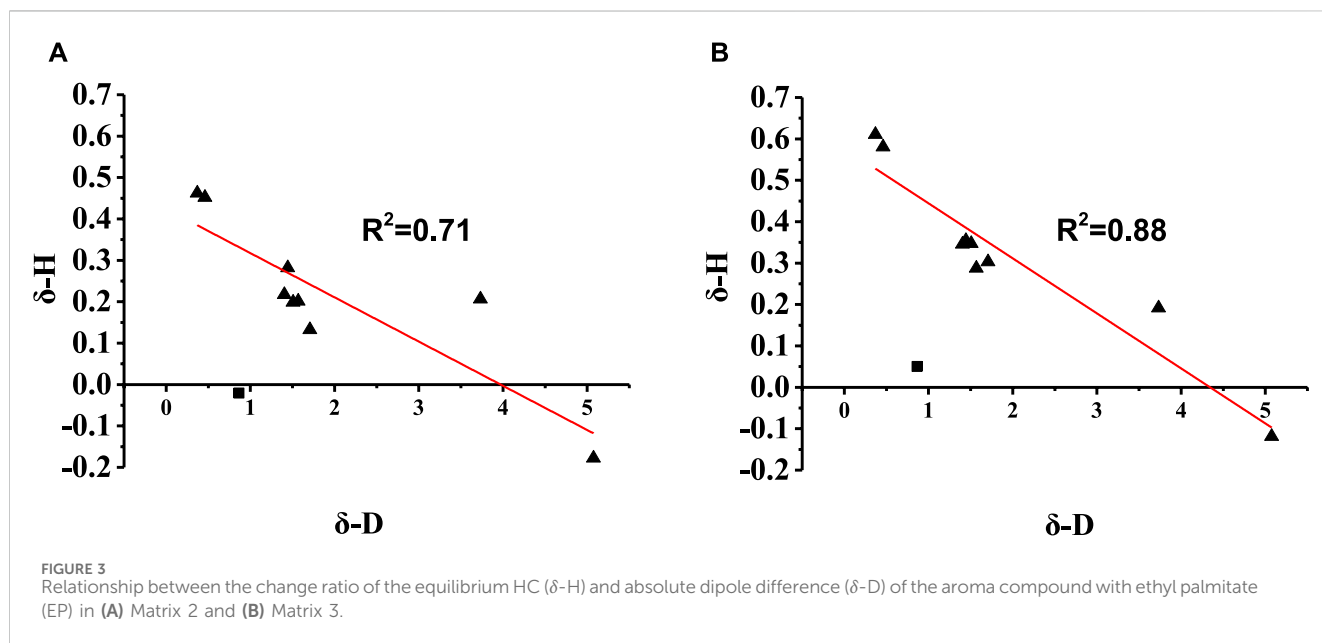 A
0.7
0.6
0.5
0.4
0.3
0.2
0.1
0.0
-0.1
-0.2
δ-H
R²=0.71
0 1 2 3 4 5
δ-D
B
0.7
0.6
0.5
0.4
0.3
0.2
0.1
0.0
-0.1
-0.2
δ-H
R²=0.88
0 1 2 3 4 5
δ-D
FIGURE 3
Relationship between the change ratio of the equilibrium HC (δ-H) and absolute dipole difference (δ-D) of the aroma compound with ethyl palmitate
(EP) in (A) Matrix 2 and (B) Matrix 3.